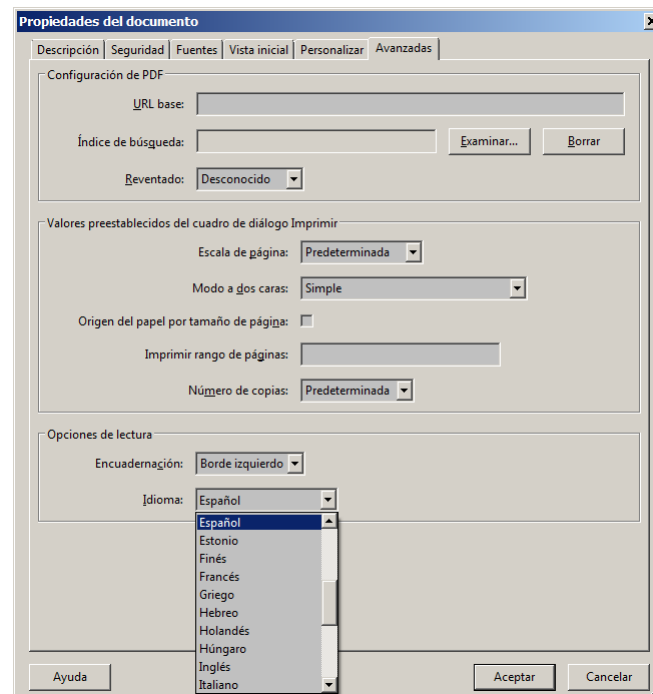 Propiedades del documento
Descripción Seguridad Fuentes Vista inicial Personalizar Avanzadas
Configuración de PDF
URL base:
Índice de búsqueda: Examinar... Borrar
Reventado: Desconocido
Valores preestablecidos del cuadro de diálogo Imprimir
Escala de página: Predeterminada
Modo a dos caras: Simple
Origen del papel por tamaño de página:
Imprimir rango de páginas:
Número de copias: Predeterminada
Opciones de lectura
Encuadernación: Borde izquierdo
Idioma: Español
Español
Estonio
Finés
Francés
Griego
Hebreo
Holandés
Húngaro
Inglés
Italiano
Ayuda Aceptar Cancelar